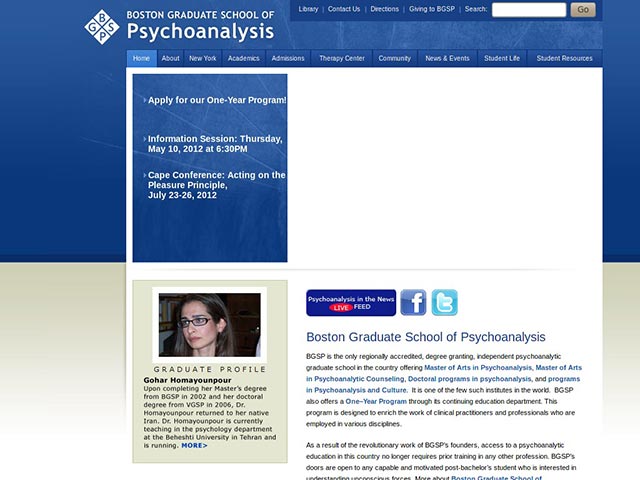 BOSTON GRADUATE SCHOOL OF
Psychoanalysis
B G S P
Library | Contact Us | Directions | Giving to BGSP | Search: Go
Home About New York Academics Admissions Therapy Center Community News & Events Student Life Student Resources
Apply for our One-Year Program!
Information Session: Thursday,
May 10, 2012 at 6:30PM
Cape Conference: Acting on the
Pleasure Principle,
July 23-26, 2012
GRADUATE PROFILE
Gohar Homayounpour
Upon completing her Master's degree
from BGSP in 2002 and her doctoral
degree from VGSP in 2006, Dr.
Homayounpour returned to her native
Iran. Dr. Homayounpour is currently
teaching in the psychology department
at the Beheshti University in Tehran and
is running. MORE>
Psychoanalysis in the News
LIVE FEED
Boston Graduate School of Psychoanalysis
BGSP is the only regionally accredited, degree granting, independent psychoanalytic
graduate school in the country offering Master of Arts in Psychoanalysis, Master of Arts
in Psychoanalytic Counseling, Doctoral programs in psychoanalysis, and programs
in Psychoanalysis and Culture. It is one of the few such institutes in the world. BGSP
also offers a One–Year Program through its continuing education department. This
program is designed to enrich the work of clinical practitioners and professionals who are
employed in various disciplines.
As a result of the revolutionary work of BGSP's founders, access to a psychoanalytic
education in this country no longer requires prior training in any other profession. BGSP's
doors are open to any capable and motivated post-bachelor's student who is interested in
understanding unconscious forces. More about Boston Graduate School of